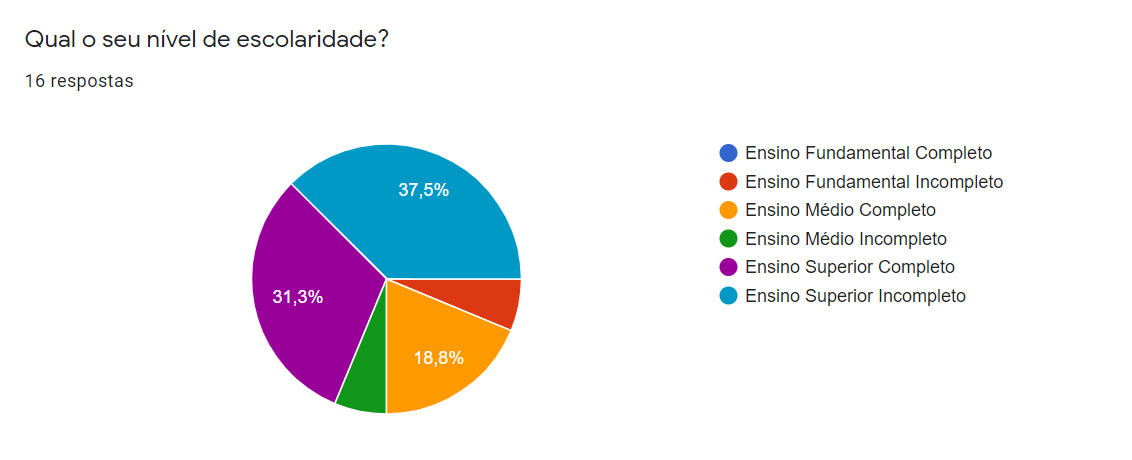 Qual o seu nível de escolaridade?
16 respostas
37,5%
31,3%
18,8%
Ensino Fundamental Completo
Ensino Fundamental Incompleto
Ensino Médio Completo
Ensino Médio Incompleto
Ensino Superior Completo
Ensino Superior Incompleto